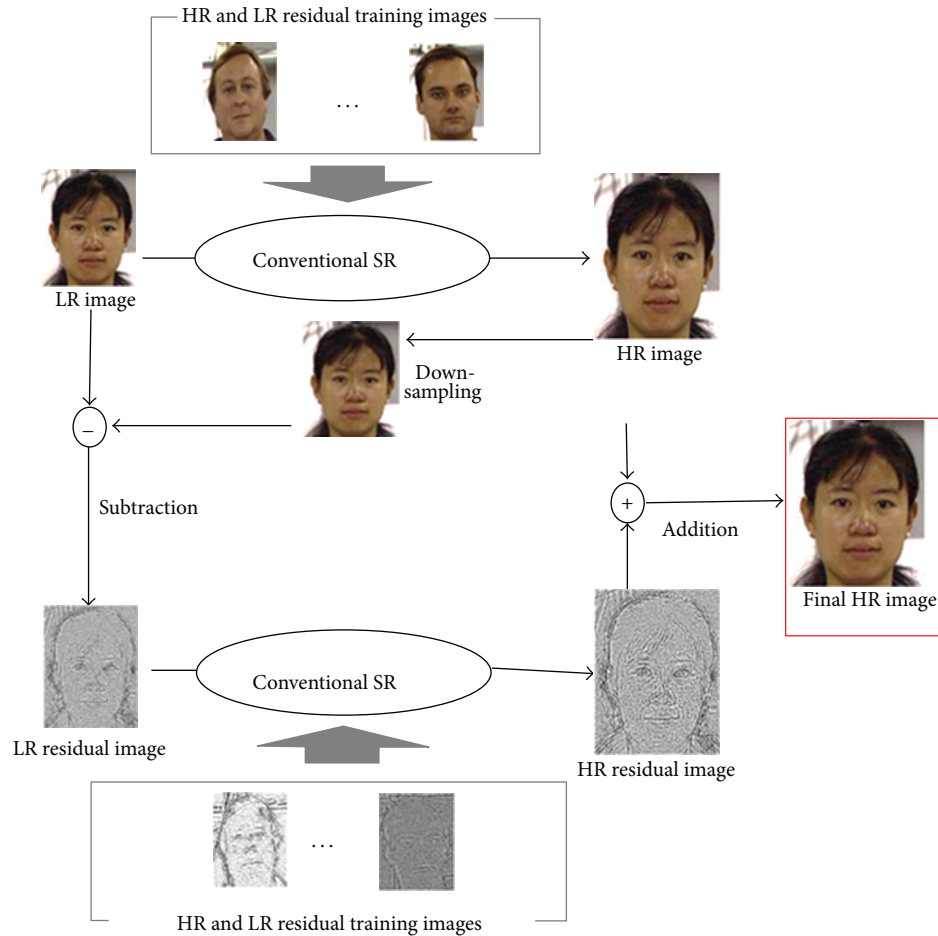 HR and LR residual training images
...
Conventional SR
LR image
HR image
Down-
sampling
−
Subtraction
+
Addition
Final HR image
Conventional SR
LR residual image
HR residual image
...
HR and LR residual training images